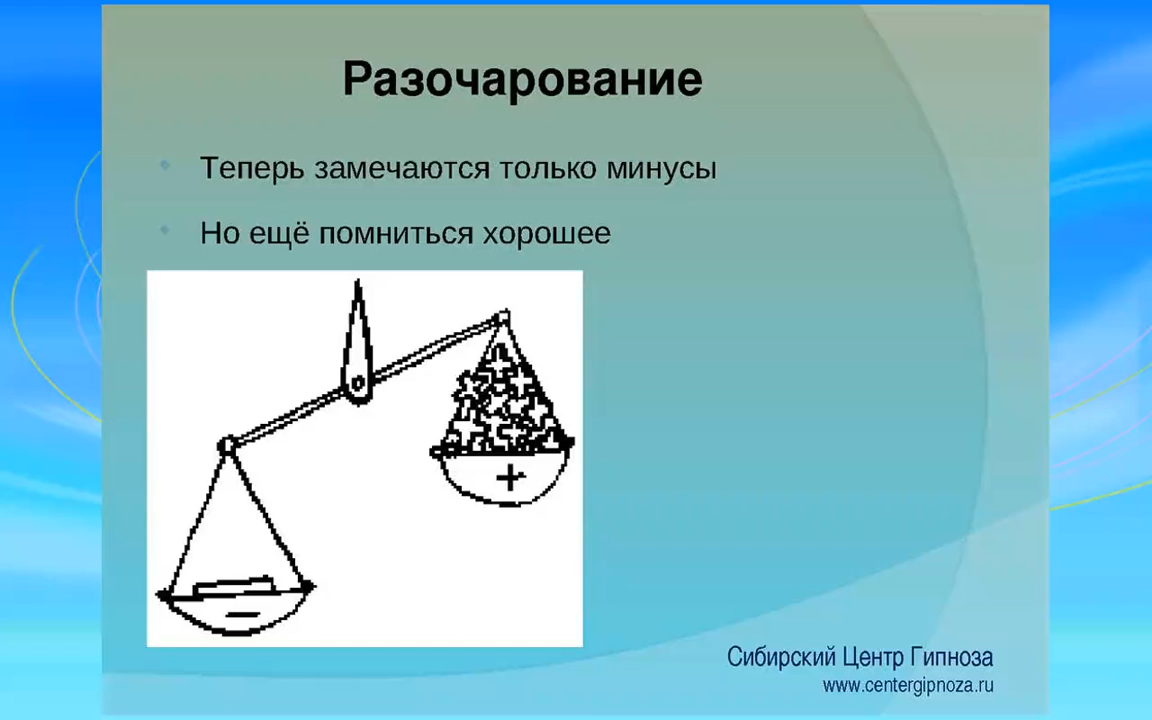 Разочарование
Теперь замечаются только минусы
Но ещё помниться хорошее
+
−
Сибирский Центр Гипноза
www.centergipnoza.ru